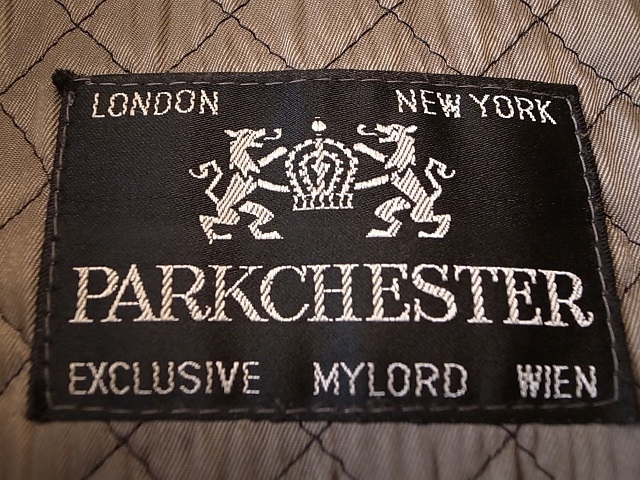 LONDON NEW YORK
PARKCHESTER
EXCLUSIVE MYLORD WIEN